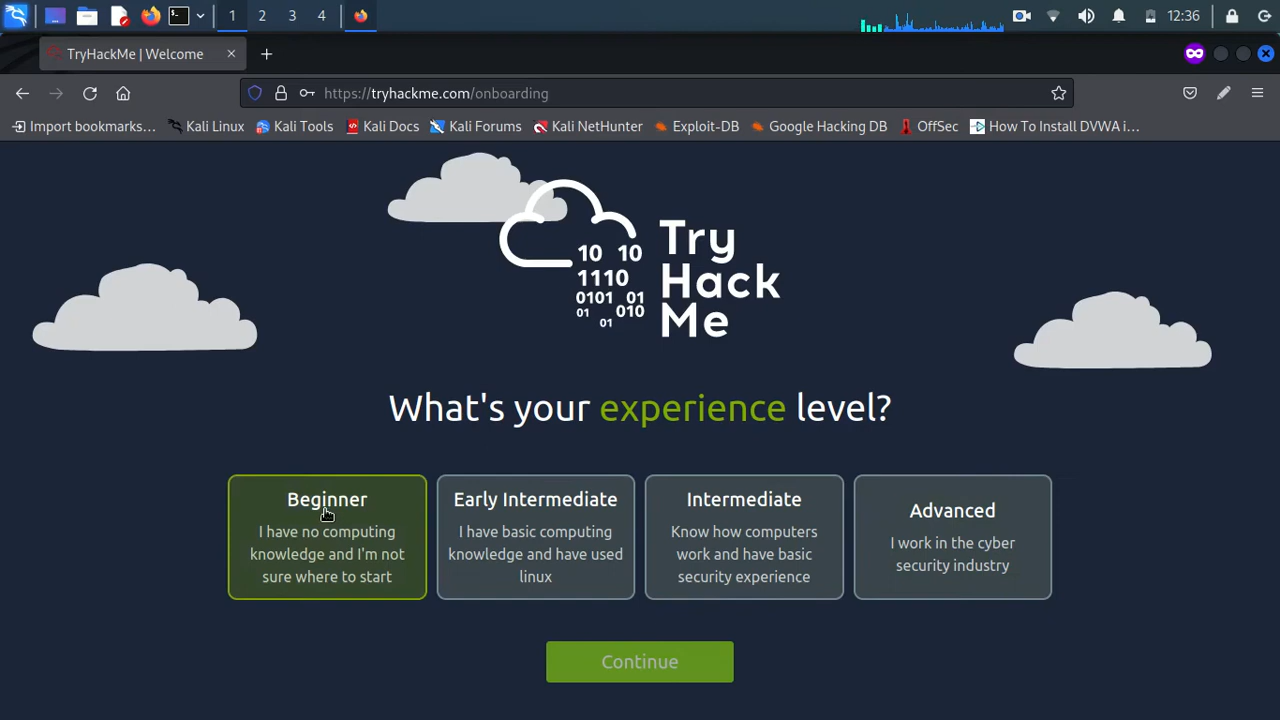 1 2 3 4 12:36
TryHackMe | Welcome
https://tryhackme.com/onboarding
Import bookmarks... Kali Linux Kali Tools Kali Docs Kali Forums Kali NetHunter Exploit-DB Google Hacking DB OffSec How To Install DVWA i...
10 10
1110
0101 01
01 010
01
Try
Hack
Me
What's your experience level?
Beginner
I have no computing
knowledge and I'm not
sure where to start
Early Intermediate
I have basic computing
knowledge and have used
linux
Intermediate
Know how computers
work and have basic
security experience
Advanced
I work in the cyber
security industry
Continue